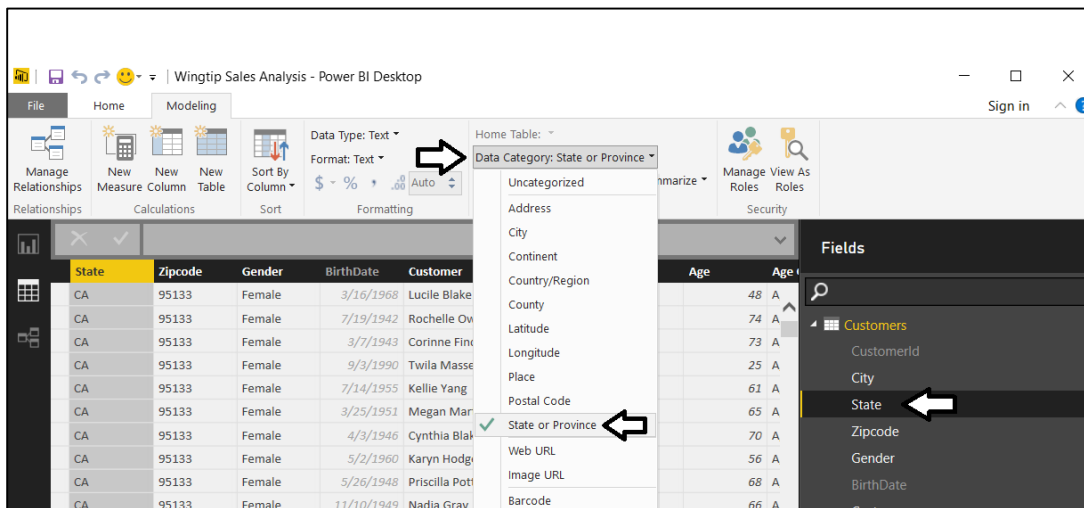 Wingtip Sales Analysis - Power BI Desktop
File Home Modeling Sign in
Manage Relationships
New Measure
New Column
New Table
Sort By Column
Data Type: Text
Format: Text
$ % , .00 Auto
Home Table:
Data Category: State or Province
Manage Roles
View As Roles
Relationships Calculations Sort Formatting Security
Uncategorized
Address
City
Continent
Country/Region
County
Latitude
Longitude
Place
Postal Code
State or Province
Web URL
Image URL
Barcode
State Zipcode Gender BirthDate Customer Age Age
CA 95133 Female 3/16/1968 Lucile Blake 48 A
CA 95133 Female 7/19/1942 Rochelle 74 A
CA 95133 Female 3/7/1943 Corinne 73 A
CA 95133 Female 9/3/1990 Twila 25 A
CA 95133 Female 7/14/1955 Kellie Yang 61 A
CA 95133 Female 3/25/1951 Megan 65 A
CA 95133 Female 4/3/1946 Cynthia 70 A
CA 95133 Female 5/2/1960 Karyn 56 A
CA 95133 Female 5/26/1948 Priscilla 68 A
CA 95133 Female 11/10/1949 Nadia Gray 66 A
Fields
Customers
CustomerId
City
State
Zipcode
Gender
BirthDate